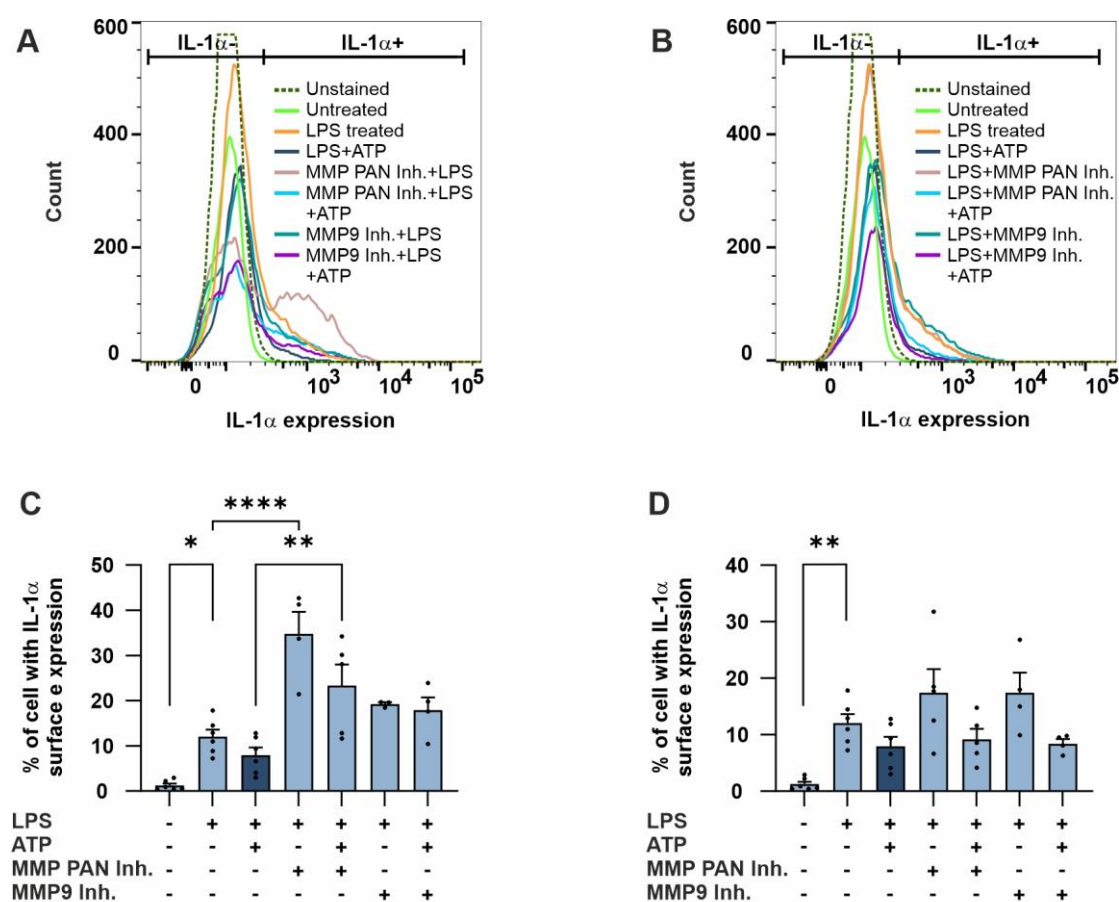 A
600
400
200
0
Count
IL-1α-
IL-1α+
Unstained
Untreated
LPS treated
LPS+ATP
MMP PAN Inh.+LPS
MMP PAN Inh.+LPS
+ATP
MMP9 Inh.+LPS
MMP9 Inh.+LPS
+ATP
0
10³
10⁴
10⁵
IL-1α expression
B
600
400
200
0
Count
IL-1α-
IL-1α+
Unstained
Untreated
LPS treated
LPS+ATP
LPS+MMP PAN Inh.
LPS+MMP PAN Inh.
+ATP
LPS+MMP9 Inh.
LPS+MMP9 Inh.
+ATP
0
10³
10⁴
10⁵
IL-1α expression
C
****
*
**
50
40
30
20
10
0
% of cell with IL-1α
surface e xpression
LPS - + + + + + +
ATP - - + - + - +
MMP PAN Inh. - - - + + - -
MMP9 Inh. - - - - - + +
D
**
40
30
20
10
0
% of cell with IL-1α
surface e xpression
LPS - + + + + + +
ATP - - + - + - +
MMP PAN Inh. - - - + + - -
MMP9 Inh. - - - - - + +